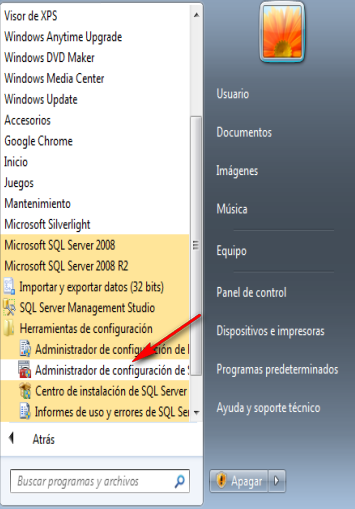 Visor de XPS
Windows Anytime Upgrade
Windows DVD Maker
Windows Media Center
Windows Update
Accesorios
Google Chrome
Inicio
Juegos
Mantenimiento
Microsoft Silverlight
Microsoft SQL Server 2008
Microsoft SQL Server 2008 R2
Importar y exportar datos (32 bits)
SQL Server Management Studio
Herramientas de configuración
Administrador de configuración de
Administrador de configuración de
Centro de instalación de SQL Server
Informes de uso y errores de SQL Ser
Atrás
Buscar programas y archivos
Usuario
Documentos
Imágenes
Música
Equipo
Panel de control
Dispositivos e impresoras
Programas predeterminados
Ayuda y soporte técnico
Apagar